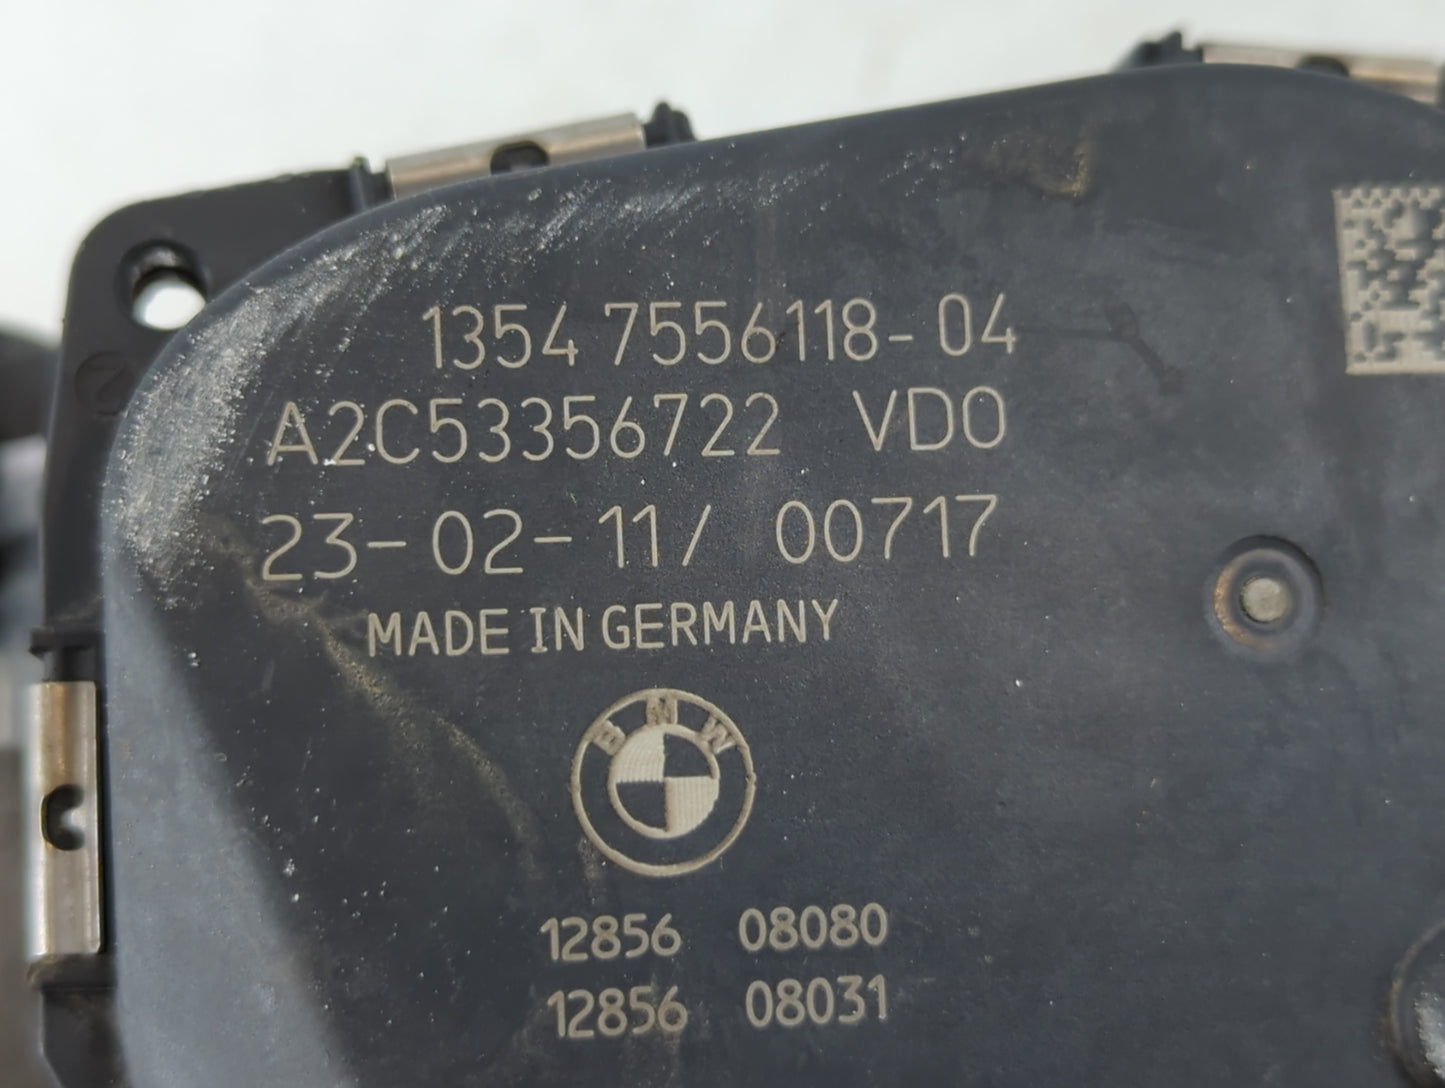 1354 7556118-04
A2C53356722 VDO
23-02-11/ 00717
MADE IN GERMANY
BMW
12856 08080
12856 08031